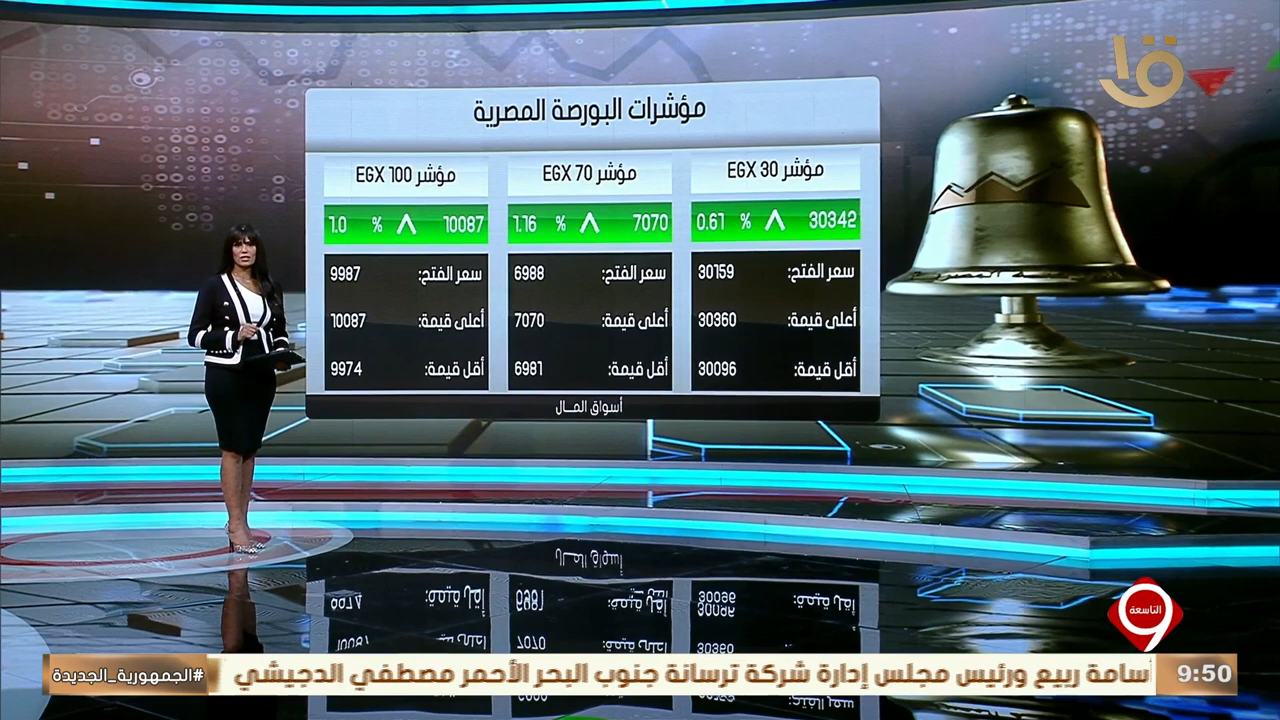 مؤشرات البورصة المصرية
مؤشر EGX 30
30342 % 0.61
سعر الفتح: 30159
أعلى قيمة: 30360
أقل قيمة: 30096
مؤشر EGX 70
7070 % 1.16
سعر الفتح: 6988
أعلى قيمة: 7070
أقل قيمة: 6981
مؤشر EGX 100
10087 % 1.0
سعر الفتح: 9987
أعلى قيمة: 10087
أقل قيمة: 9974
أسواق المـال
التاسعة
9
9:50
أسامة ربيع ورئيس مجلس إدارة شركة ترسانة جنوب البحر الأحمر مصطفي الدجيشي
#الجمهورية_الجديدة